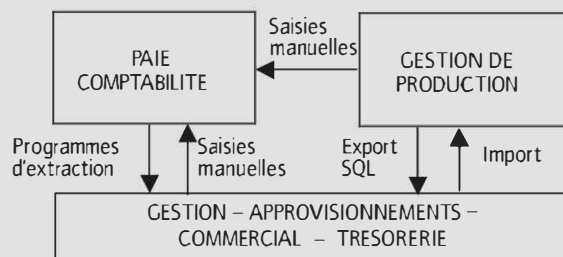 Saisies
manuelles
PAIE
COMPTABILITE
GESTION DE
PRODUCTION
Programmes
d'extraction
Saisies
manuelles
Export
SQL
Import
GESTION – APPROVISIONNEMENTS –
COMMERCIAL – TRESORERIE